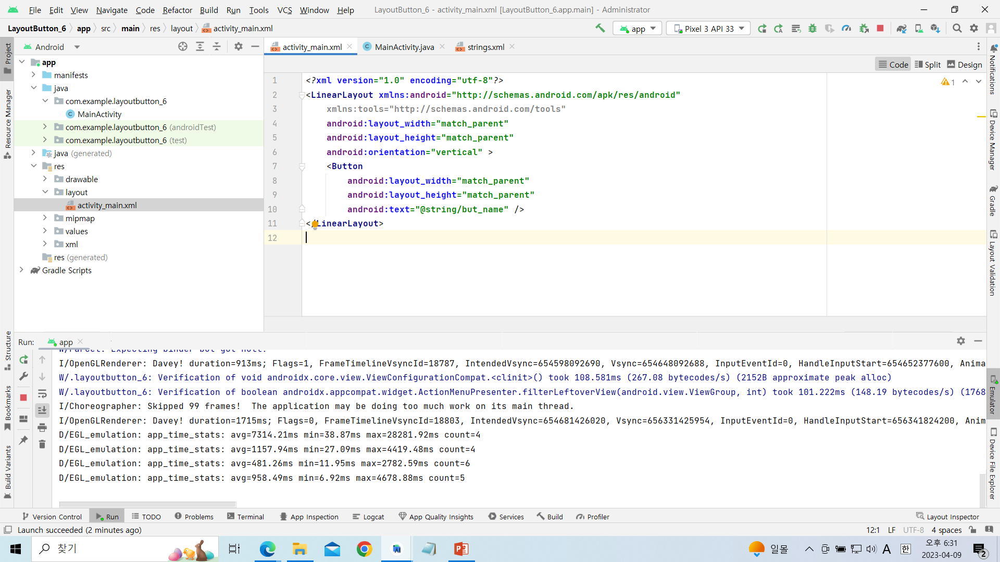 File Edit View Navigate Code Refactor Build Run Tools VCS Window Help LayoutButton_6 - activity_main.xml [LayoutButton_6.app.main] - Administrator
LayoutButton_6 app src main res layout activity_main.xml app Pixel 3 API 33
Android
activity_main.xml MainActivity.java strings.xml
Code Split Design
Project
Resource Manager
Structure
Bookmarks
Build Variants
app
manifests
java
com.example.layoutbutton_6
MainActivity
com.example.layoutbutton_6 (androidTest)
com.example.layoutbutton_6 (test)
java (generated)
res
drawable
layout
activity_main.xml
mipmap
values
xml
res (generated)
Gradle Scripts
1 <?xml version="1.0" encoding="utf-8"?>
2 <LinearLayout xmlns:android="http://schemas.android.com/apk/res/android"
3 xmlns:tools="http://schemas.android.com/tools"
4 android:layout_width="match_parent"
5 android:layout_height="match_parent"
6 android:orientation="vertical" >
7 <Button
8 android:layout_width="match_parent"
9 android:layout_height="match_parent"
10 android:text="@string/but_name" />
11 </LinearLayout>
12
1
Notifications
Device Manager
Gradle
Layout Validation
Emulator
Device File Explorer
Run: app
W/Parcel: Expecting binder but got null!
I/OpenGLRenderer: Davey! duration=913ms; Flags=1, FrameTimelineVsyncId=18787, IntendedVsync=654598092690, Vsync=654648092688, InputEventId=0, HandleInputStart=654652377600, Anima
W/.layoutbutton_6: Verification of void androidx.core.view.ViewConfigurationCompat.<clinit>() took 108.581ms (267.08 bytecodes/s) (2152B approximate peak alloc)
W/.layoutbutton_6: Verification of boolean androidx.appcompat.widget.ActionMenuPresenter.filterLeftoverView(android.view.ViewGroup, int) took 101.222ms (148.19 bytecodes/s) (1768
I/Choreographer: Skipped 99 frames!  The application may be doing too much work on its main thread.
I/OpenGLRenderer: Davey! duration=1715ms; Flags=0, FrameTimelineVsyncId=18803, IntendedVsync=654681426020, Vsync=656331425954, InputEventId=0, HandleInputStart=656341824200, Anim
D/EGL_emulation: app_time_stats: avg=7314.21ms min=38.87ms max=28281.92ms count=4
D/EGL_emulation: app_time_stats: avg=1157.94ms min=27.09ms max=4419.48ms count=4
D/EGL_emulation: app_time_stats: avg=481.26ms min=11.95ms max=2782.59ms count=6
D/EGL_emulation: app_time_stats: avg=958.49ms min=6.92ms max=4678.88ms count=5
Version Control Run TODO Problems Terminal App Inspection Logcat App Quality Insights Services Build Profiler Layout Inspector
Launch succeeded (2 minutes ago) 12:1 LF UTF-8 4 spaces
찾기 일몰 A 한 오후 6:31
2023-04-09 2